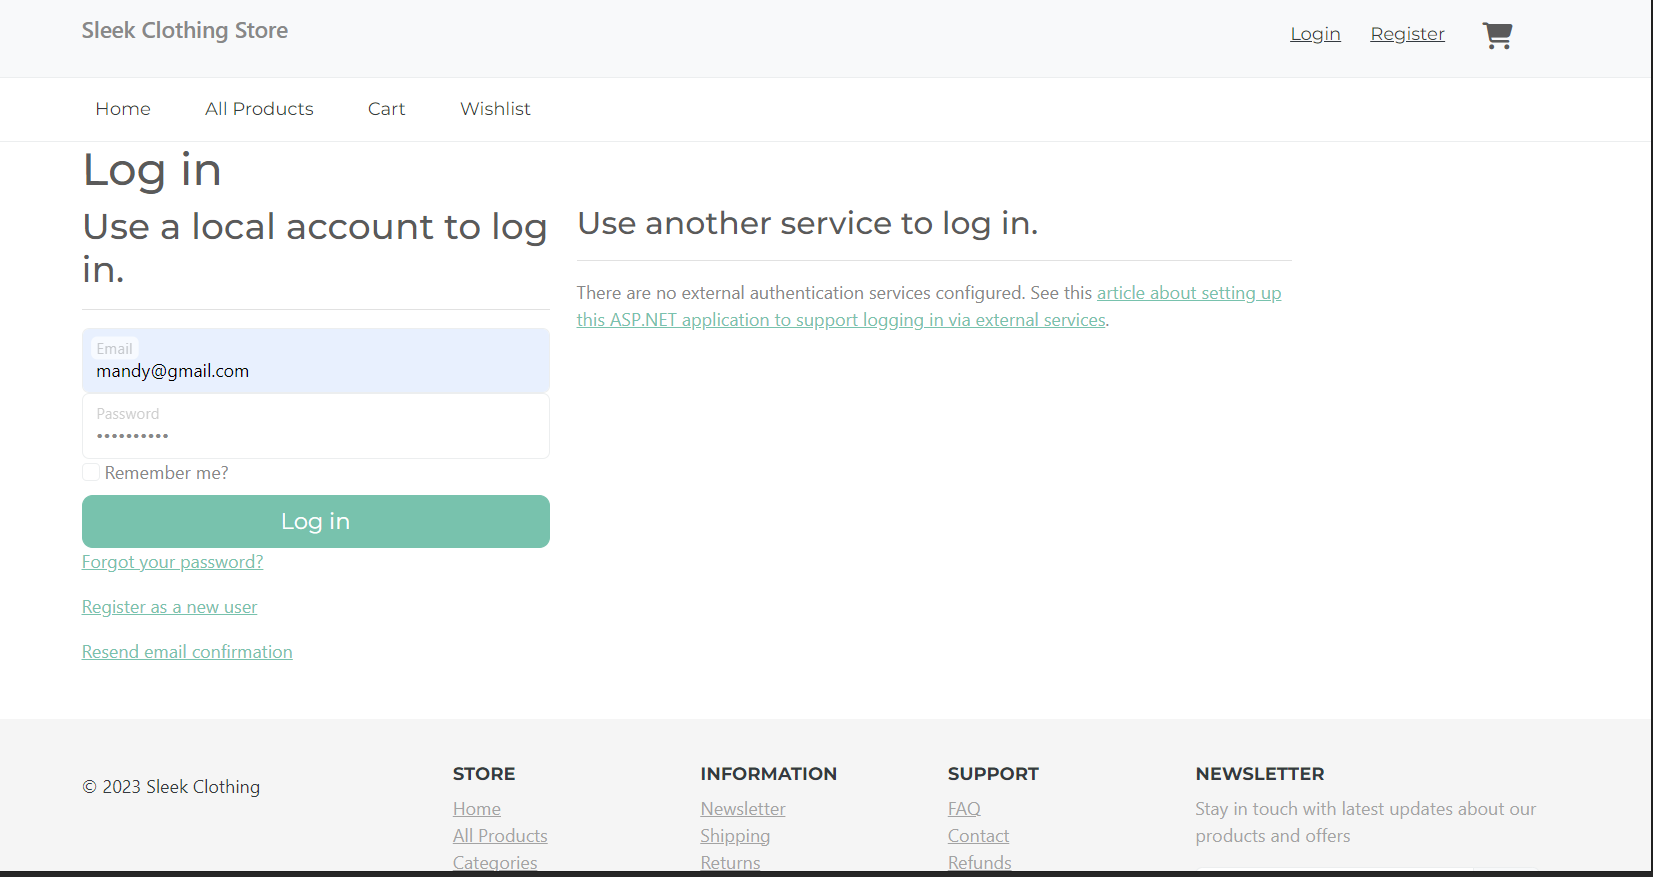 Sleek Clothing Store
Login
Register
Home
All Products
Cart
Wishlist
Log in
Use a local account to log
in.
Email
mandy@gmail.com
Password
••••••••••
Remember me?
Log in
Forgot your password?
Register as a new user
Resend email confirmation
Use another service to log in.
There are no external authentication services configured. See this article about setting up
this ASP.NET application to support logging in via external services.
© 2023 Sleek Clothing
STORE
Home
All Products
Categories
INFORMATION
Newsletter
Shipping
Returns
SUPPORT
FAQ
Contact
Refunds
NEWSLETTER
Stay in touch with latest updates about our
products and offers